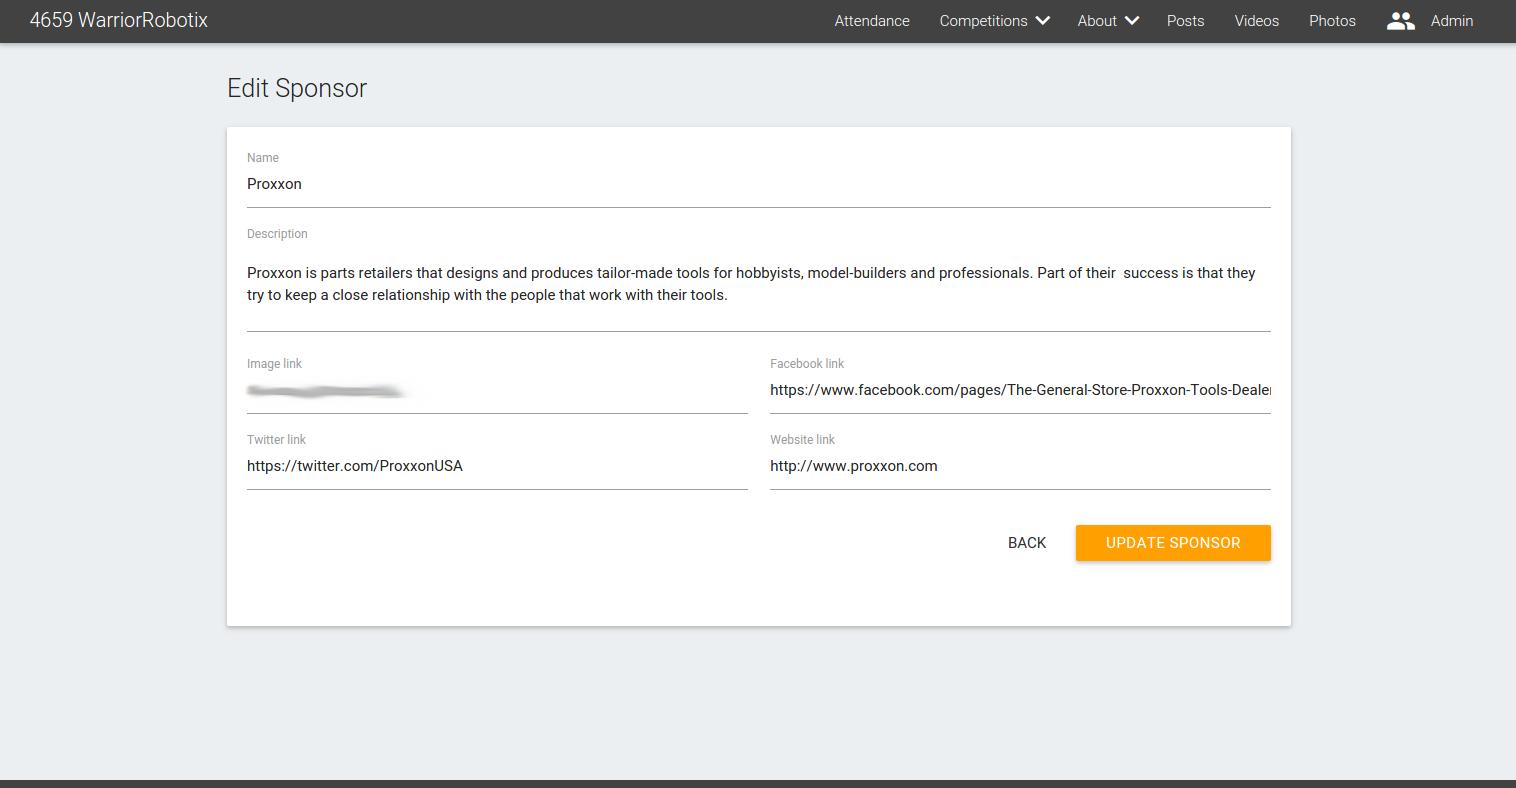 4659 WarriorRobotix
Attendance Competitions About Posts Videos Photos Admin
Edit Sponsor
Name
Proxxon
Description
Proxxon is parts retailers that designs and produces tailor-made tools for hobbyists, model-builders and professionals. Part of their  success is that they
try to keep a close relationship with the people that work with their tools.
Image link
Facebook link
https://www.facebook.com/pages/The-General-Store-Proxxon-Tools-Dealer
Twitter link
https://twitter.com/ProxxonUSA
Website link
http://www.proxxon.com
BACK
UPDATE SPONSOR